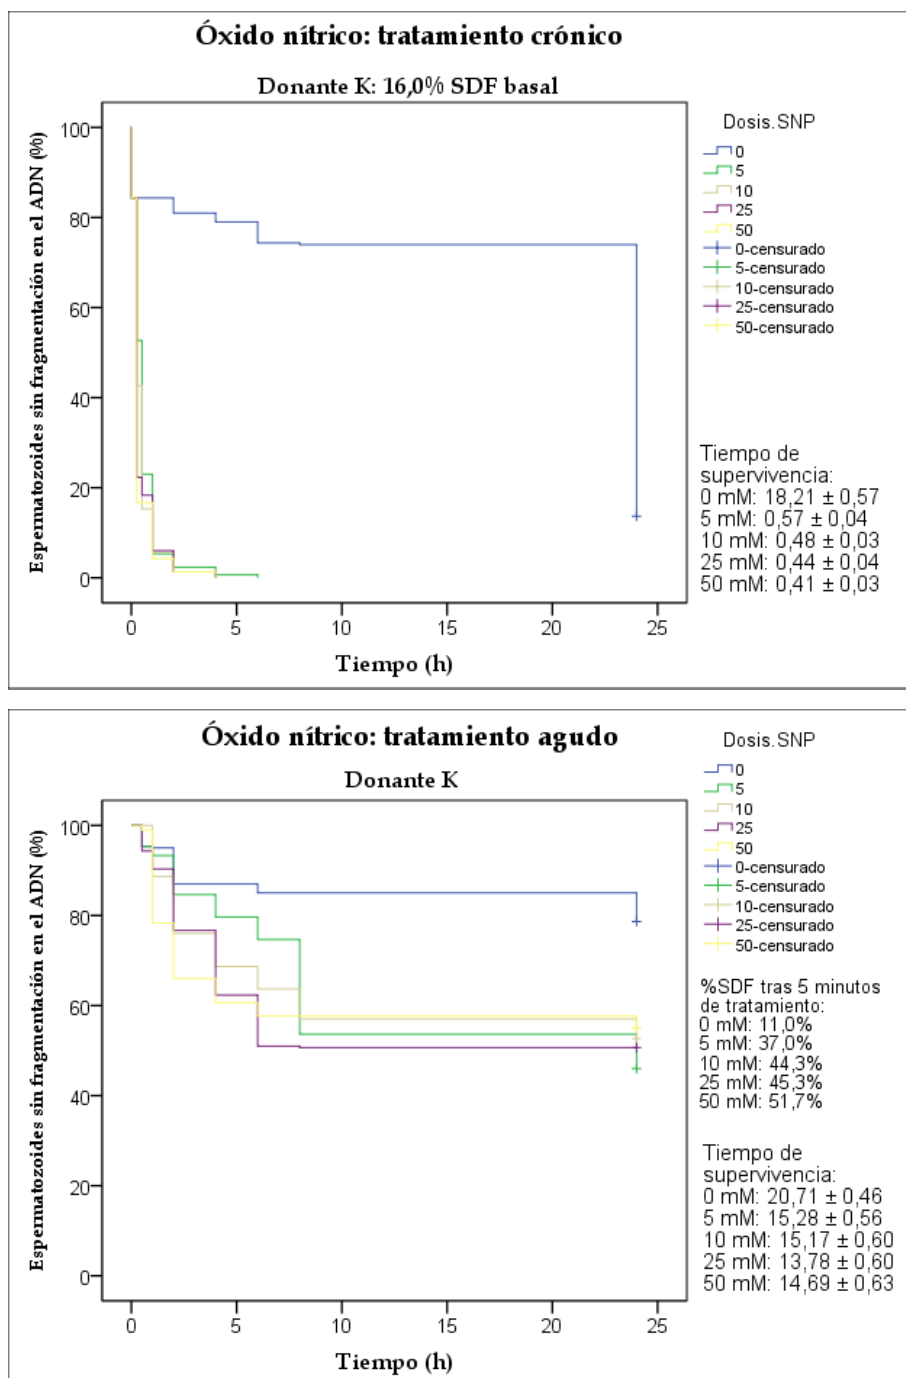 Óxido nítrico: tratamiento crónico
Donante K: 16,0% SDF basal
Espermatozoides sin fragmentación en el ADN (%)
100
80
60
40
20
0
0
5
10
15
20
25
Tiempo (h)
Dosis.SNP
0
5
10
25
50
0-censurado
5-censurado
10-censurado
25-censurado
50-censurado
Tiempo de
supervivencia:
0 mM: 18,21 ± 0,57
5 mM: 0,57 ± 0,04
10 mM: 0,48 ± 0,03
25 mM: 0,44 ± 0,04
50 mM: 0,41 ± 0,03
Óxido nítrico: tratamiento agudo
Donante K
Espermatozoides sin fragmentación en el ADN (%)
100
80
60
40
20
0
0
5
10
15
20
25
Tiempo (h)
Dosis.SNP
0
5
10
25
50
0-censurado
5-censurado
10-censurado
25-censurado
50-censurado
%SDF tras 5 minutos
de tratamiento:
0 mM: 11,0%
5 mM: 37,0%
10 mM: 44,3%
25 mM: 45,3%
50 mM: 51,7%
Tiempo de
supervivencia:
0 mM: 20,71 ± 0,46
5 mM: 15,28 ± 0,56
10 mM: 15,17 ± 0,60
25 mM: 13,78 ± 0,60
50 mM: 14,69 ± 0,63